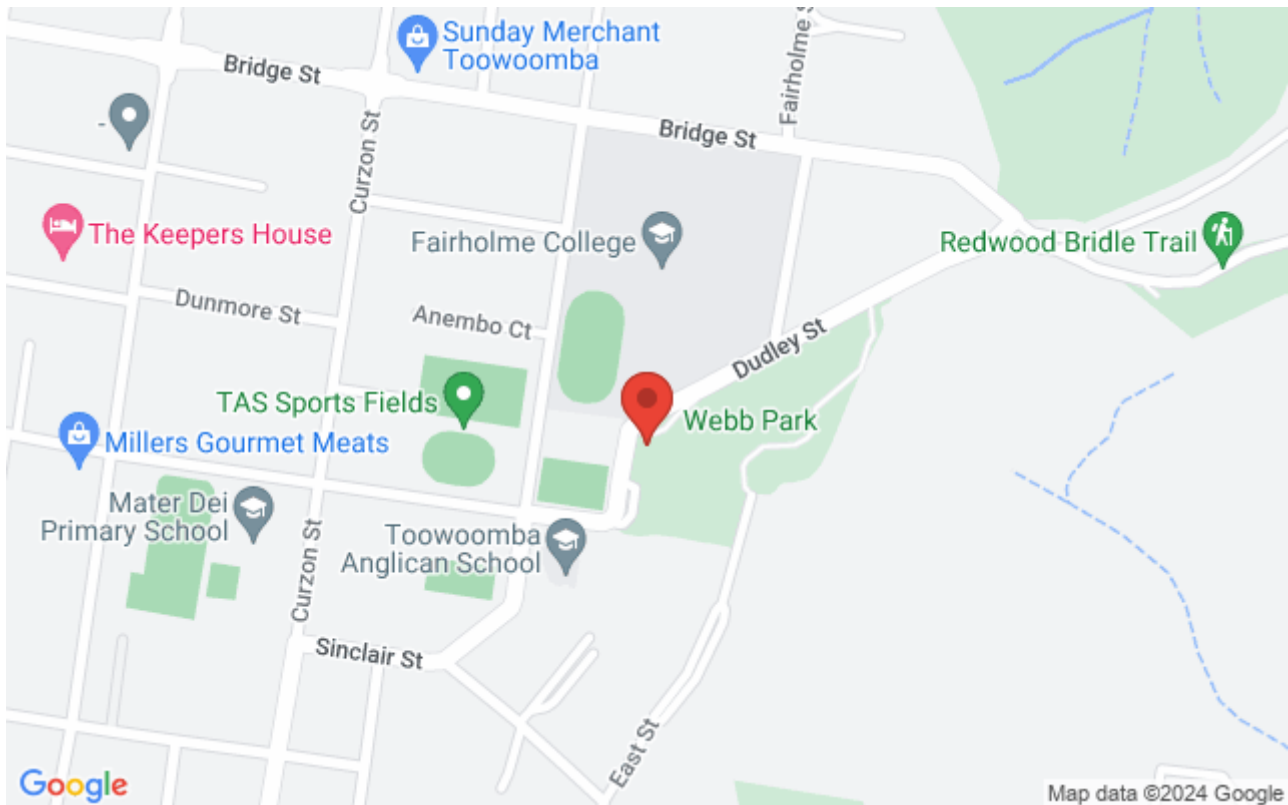 Sunday Merchant
Toowoomba
Fairholme S
Bridge St
Bridge St
-
Curzon St
The Keepers House
Fairholme College
Redwood Bridle Trail
Dunmore St
Anembo Ct
Dudley St
TAS Sports Fields
Webb Park
Millers Gourmet Meats
Mater Dei
Primary School
Toowoomba
Anglican School
Curzon St
Sinclair St
East St
Google
Map data ©2024 Google